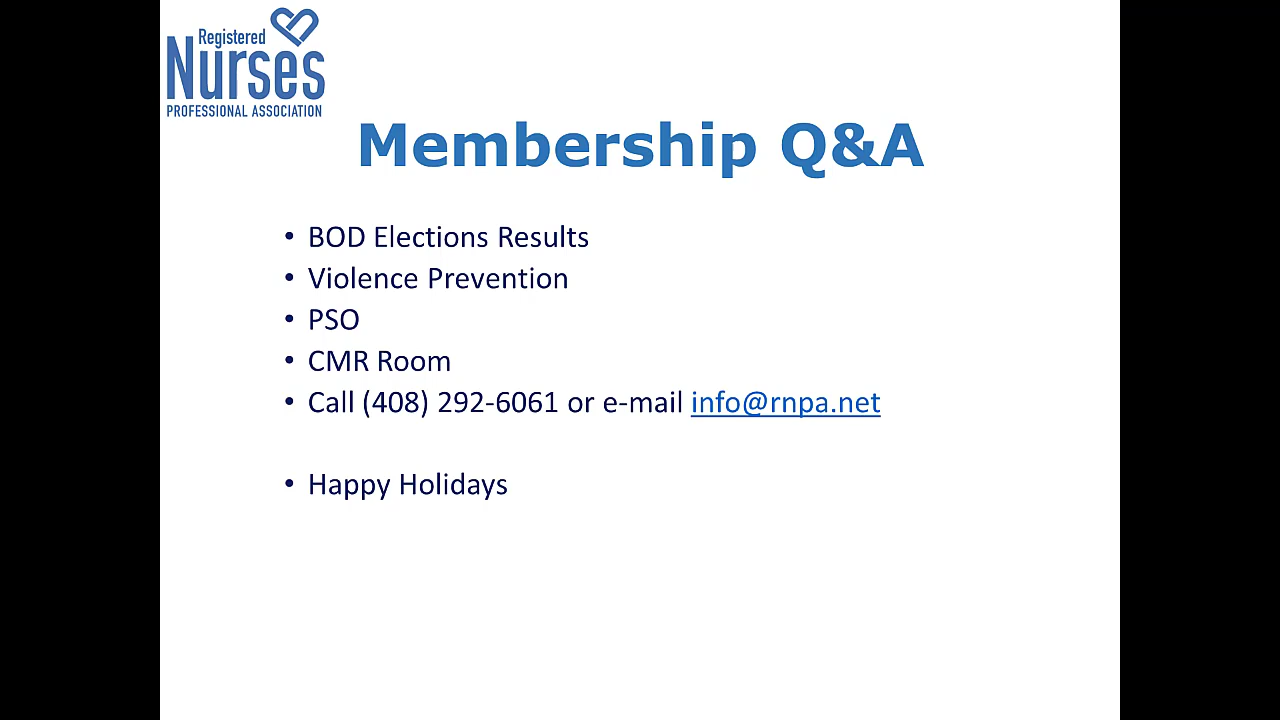 Registered
Nurses
PROFESSIONAL ASSOCIATION
Membership Q&A
• BOD Elections Results
• Violence Prevention
• PSO
• CMR Room
• Call (408) 292-6061 or e-mail info@rnpa.net
• Happy Holidays